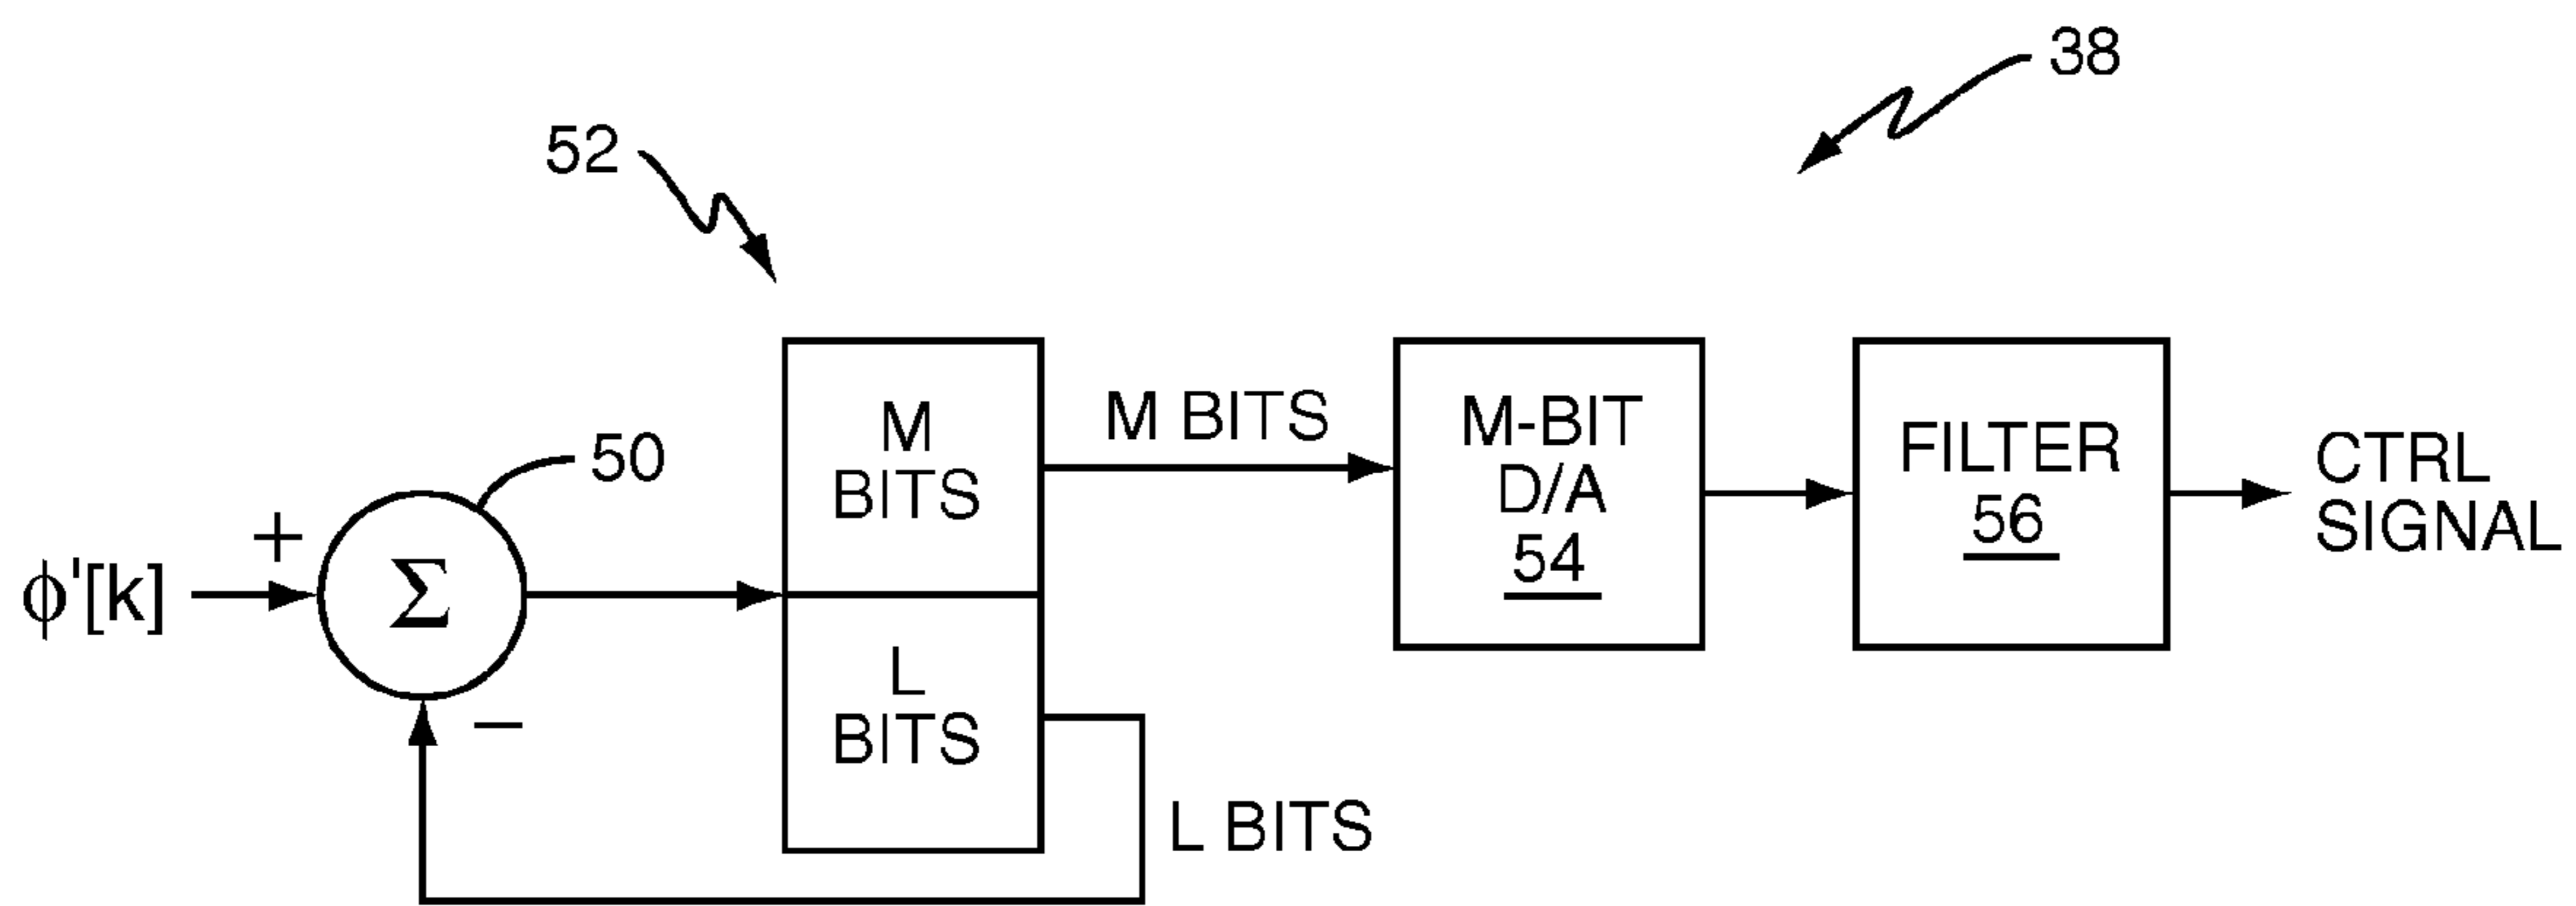 38
52
50
+
ϕ'[k]
Σ
−
M
BITS
L
BITS
M BITS
L BITS
M-BIT
D/A
54
FILTER
56
CTRL
SIGNAL